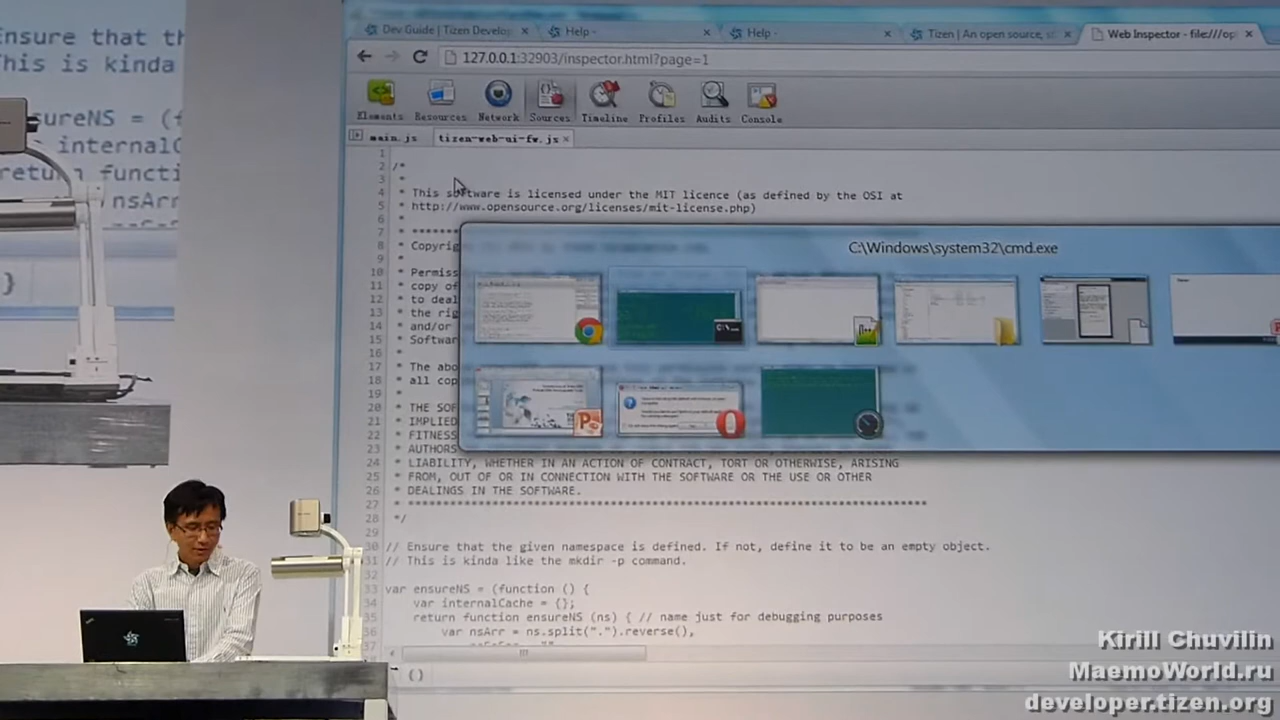 Ensure that th
This is kinda
sureNS = (f
internalC
return functi
nsArr
}
Dev Guide | Tizen Develop
Help -
Help -
Tizen | An open source, st
Web Inspector - file:///op
127.0.0.1:32903/inspector.html?page=1
Elements
Resources
Network
Sources
Timeline
Profiles
Audits
Console
main.js
tizen-web-ui-fw.js
1
2 /*
3 *
4 * This software is licensed under the MIT licence (as defined by the OSI at
5 * http://www.opensource.org/licenses/mit-license.php)
6 *
7 * *******
8 * Copyrig
9 *
10 * Permiss
11 * copy of
12 * to deal
13 * the rig
14 * and/or
15 * Softwar
16 *
17 * The abo
18 * all cop
19 *
20 * THE SOF
21 * IMPLIED
22 * FITNESS
23 * AUTHORS
24 * LIABILITY, WHETHER IN AN ACTION OF CONTRACT, TORT OR OTHERWISE, ARISING
25 * FROM, OUT OF OR IN CONNECTION WITH THE SOFTWARE OR THE USE OR OTHER
26 * DEALINGS IN THE SOFTWARE.
27 * ***************************************************************************
28 */
29
30 // Ensure that the given namespace is defined. If not, define it to be an empty object.
31 // This is kinda like the mkdir -p command.
32
33 var ensureNS = (function () {
34 var internalCache = {};
35 return function ensureNS (ns) { // name just for debugging purposes
36 var nsArr = ns.split(".").reverse(),
37
{}
C:\Windows\system32\cmd.exe
Kirill Chuvilin
MaemoWorld.ru
developer.tizen.org